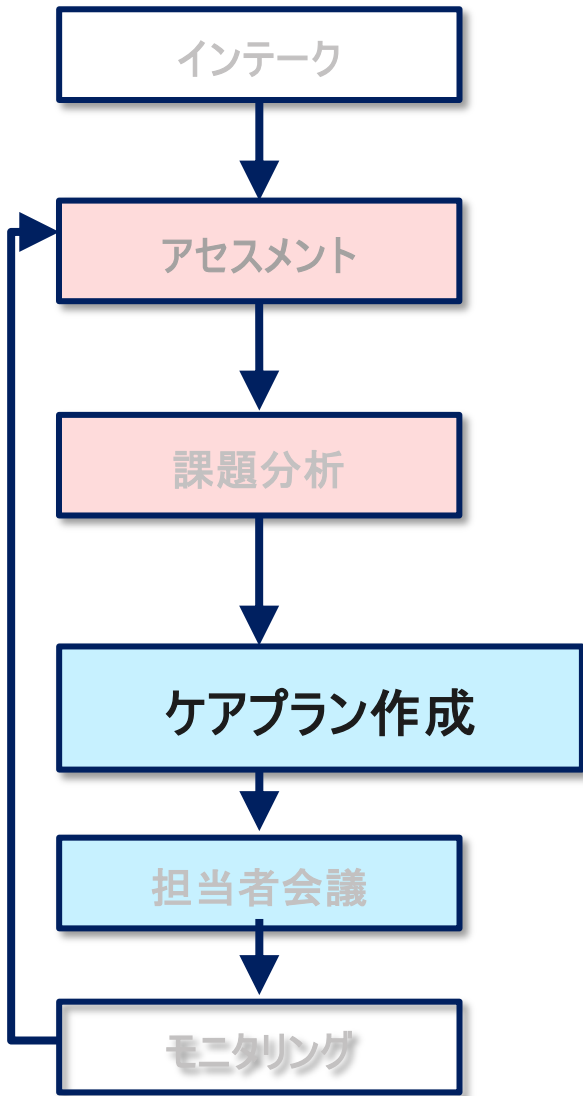 インテーク
アセスメント
課題分析
ケアプラン作成
担当者会議
モニタリング